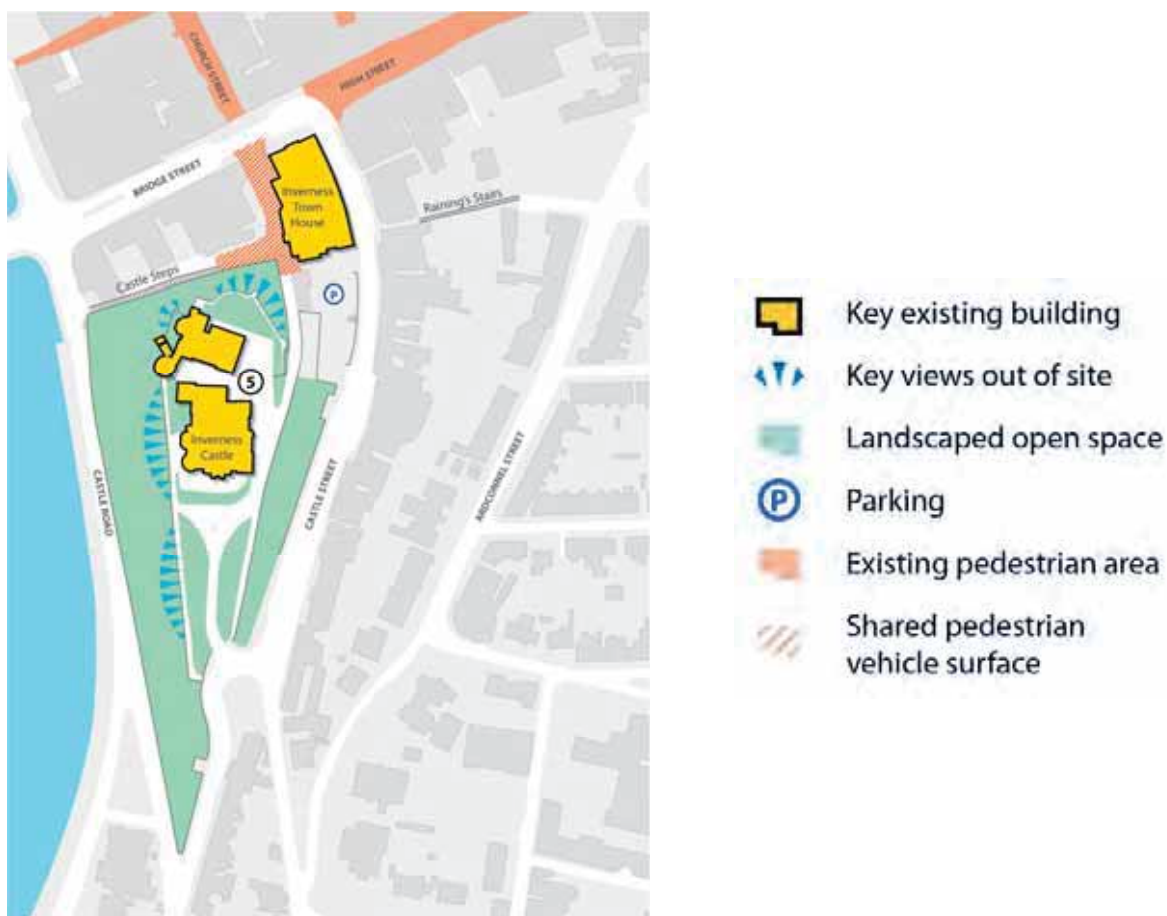 CHURCH STREET
HIGH STREET
BRIDGE STREET
Inverness
Town
House
Raining's Stairs
Castle Steps
P
5
Inverness
Castle
CASTLE ROAD
CASTLE STREET
ARDCONNEL STREET
Key existing building
Key views out of site
Landscaped open space
P
Parking
Existing pedestrian area
Shared pedestrian
vehicle surface